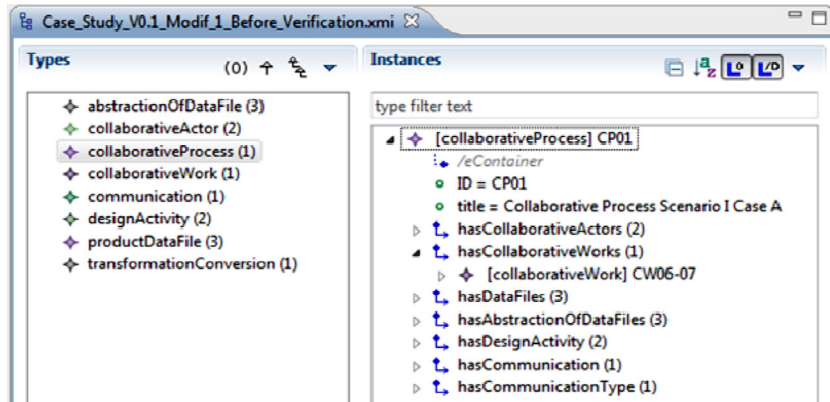 Case_Study_V0.1_Modif_1_Before_Verification.xmi
Types
(0)
abstractionOfDataFile (3)
collaborativeActor (2)
collaborativeProcess (1)
collaborativeWork (1)
communication (1)
designActivity (2)
productDataFile (3)
transformationConversion (1)
Instances
type filter text
[collaborativeProcess] CP01
/eContainer
ID = CP01
title = Collaborative Process Scenario I Case A
hasCollaborativeActors (2)
hasCollaborativeWorks (1)
[collaborativeWork] CW06-07
hasDataFiles (3)
hasAbstractionOfDataFiles (3)
hasDesignActivity (2)
hasCommunication (1)
hasCommunicationType (1)